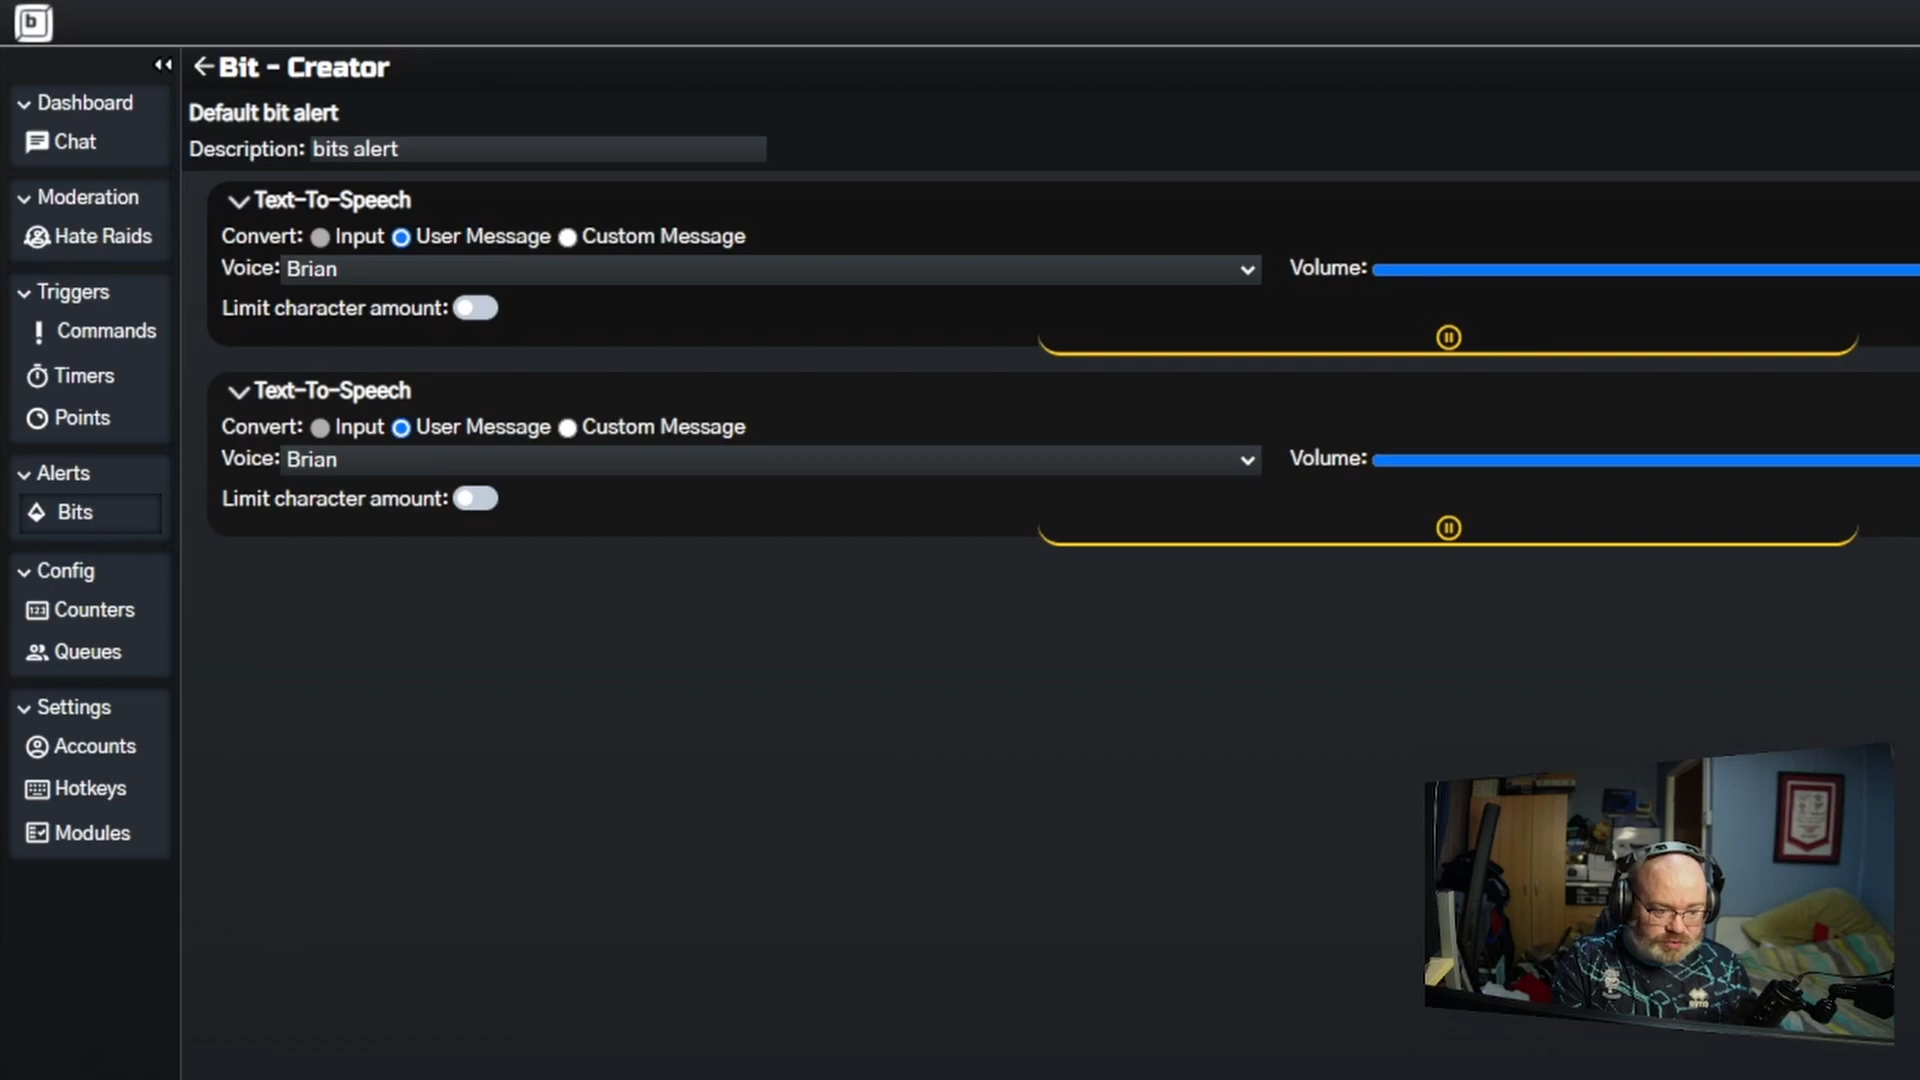 b
Bit - Creator
Default bit alert
Description: bits alert
Dashboard
Chat
Moderation
Hate Raids
Triggers
Commands
Timers
Points
Alerts
Bits
Config
Counters
Queues
Settings
Accounts
Hotkeys
Modules
Text-To-Speech
Convert: Input User Message Custom Message
Voice: Brian Volume:
Limit character amount:
Text-To-Speech
Convert: Input User Message Custom Message
Voice: Brian Volume:
Limit character amount: